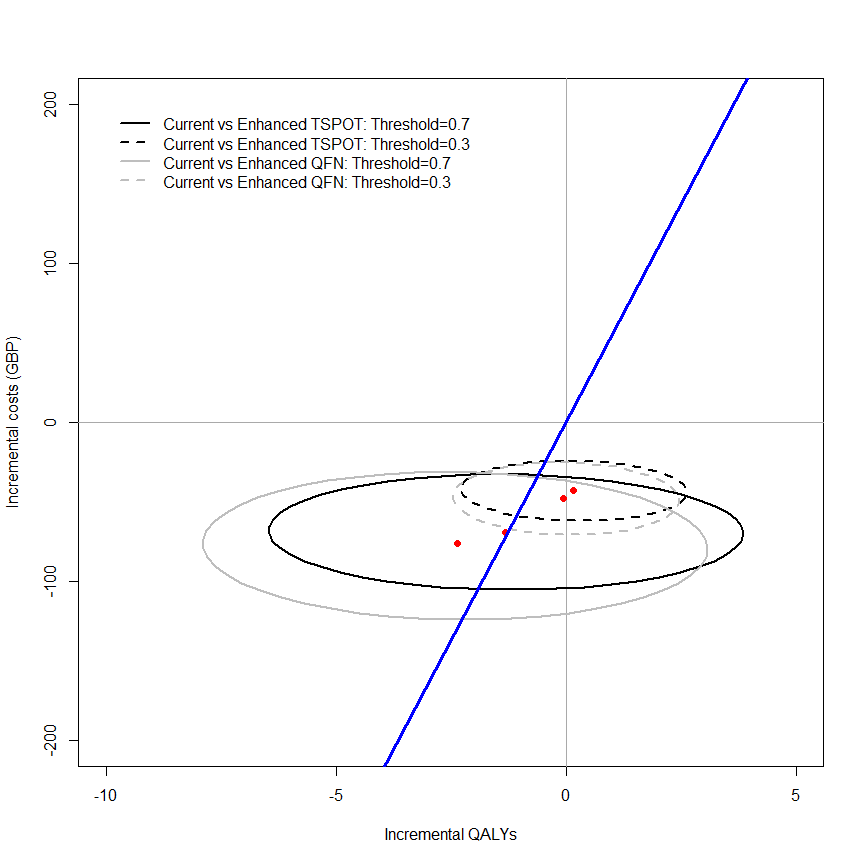 Current vs Enhanced TSPOT: Threshold=0.7
Current vs Enhanced TSPOT: Threshold=0.3
Current vs Enhanced QFN: Threshold=0.7
Current vs Enhanced QFN: Threshold=0.3
200
100
0
-100
-200
Incremental costs (GBP)
-10
-5
0
5
Incremental QALYs